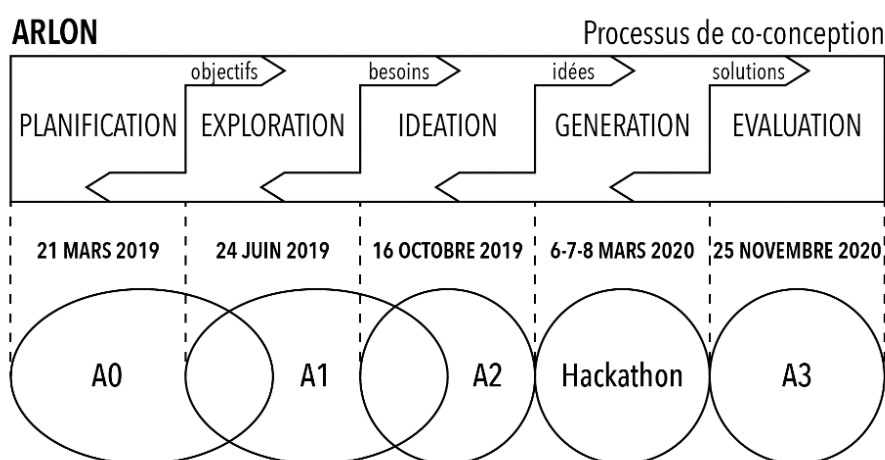 ARLON Processus de co-conception
objectifs besoins idées solutions
PLANIFICATION EXPLORATION IDEATION GENERATION EVALUATION
21 MARS 2019 24 JUIN 2019 16 OCTOBRE 2019 6-7-8 MARS 2020 25 NOVEMBRE 2020
A0 A1 A2 Hackathon A3